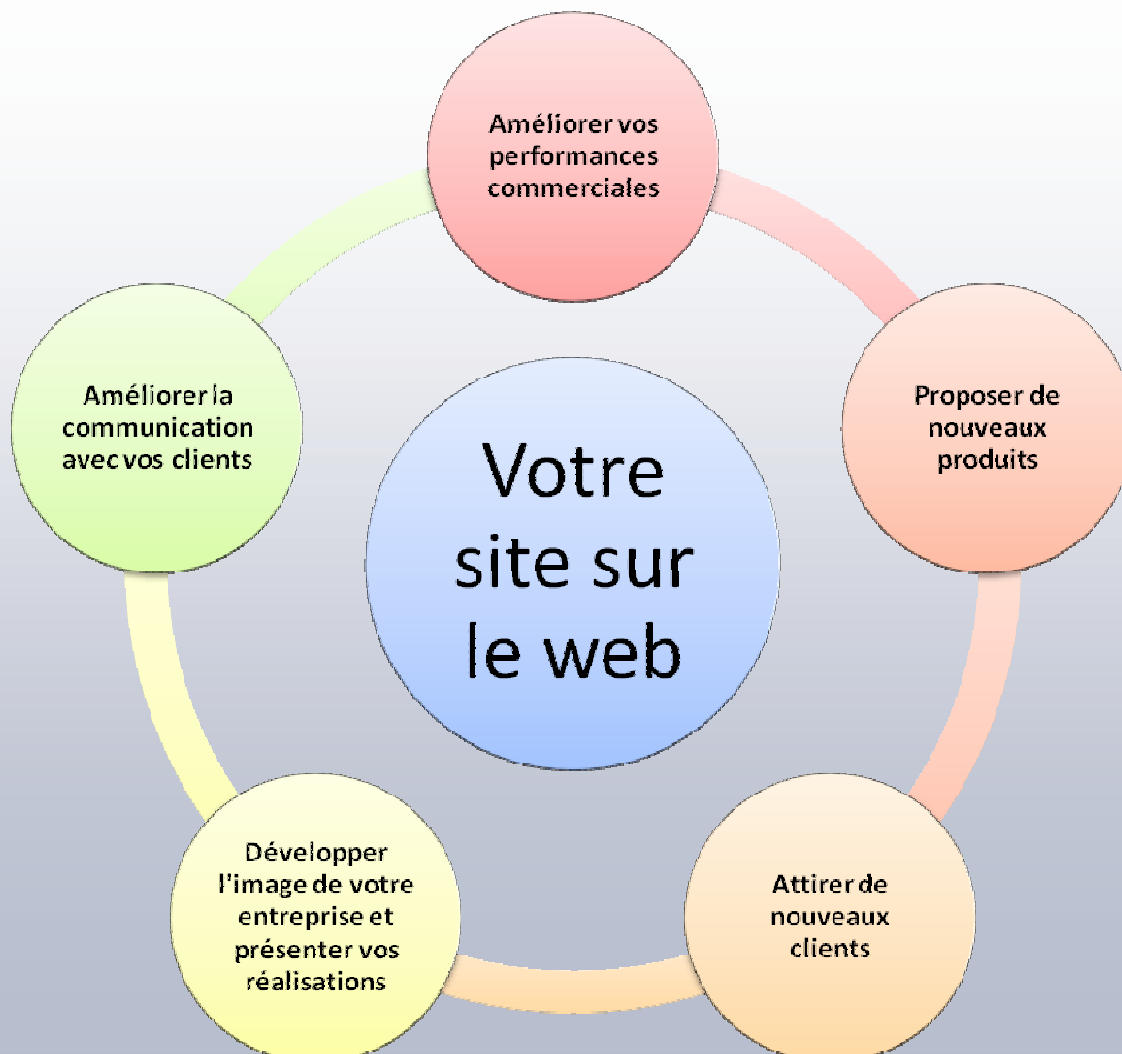 Améliorer vos
performances
commerciales
Proposer de
nouveaux
produits
Attirer de
nouveaux
clients
Développer
l'image de votre
entreprise et
présenter vos
réalisations
Améliorer la
communication
avec vos clients
Votre
site sur
le web